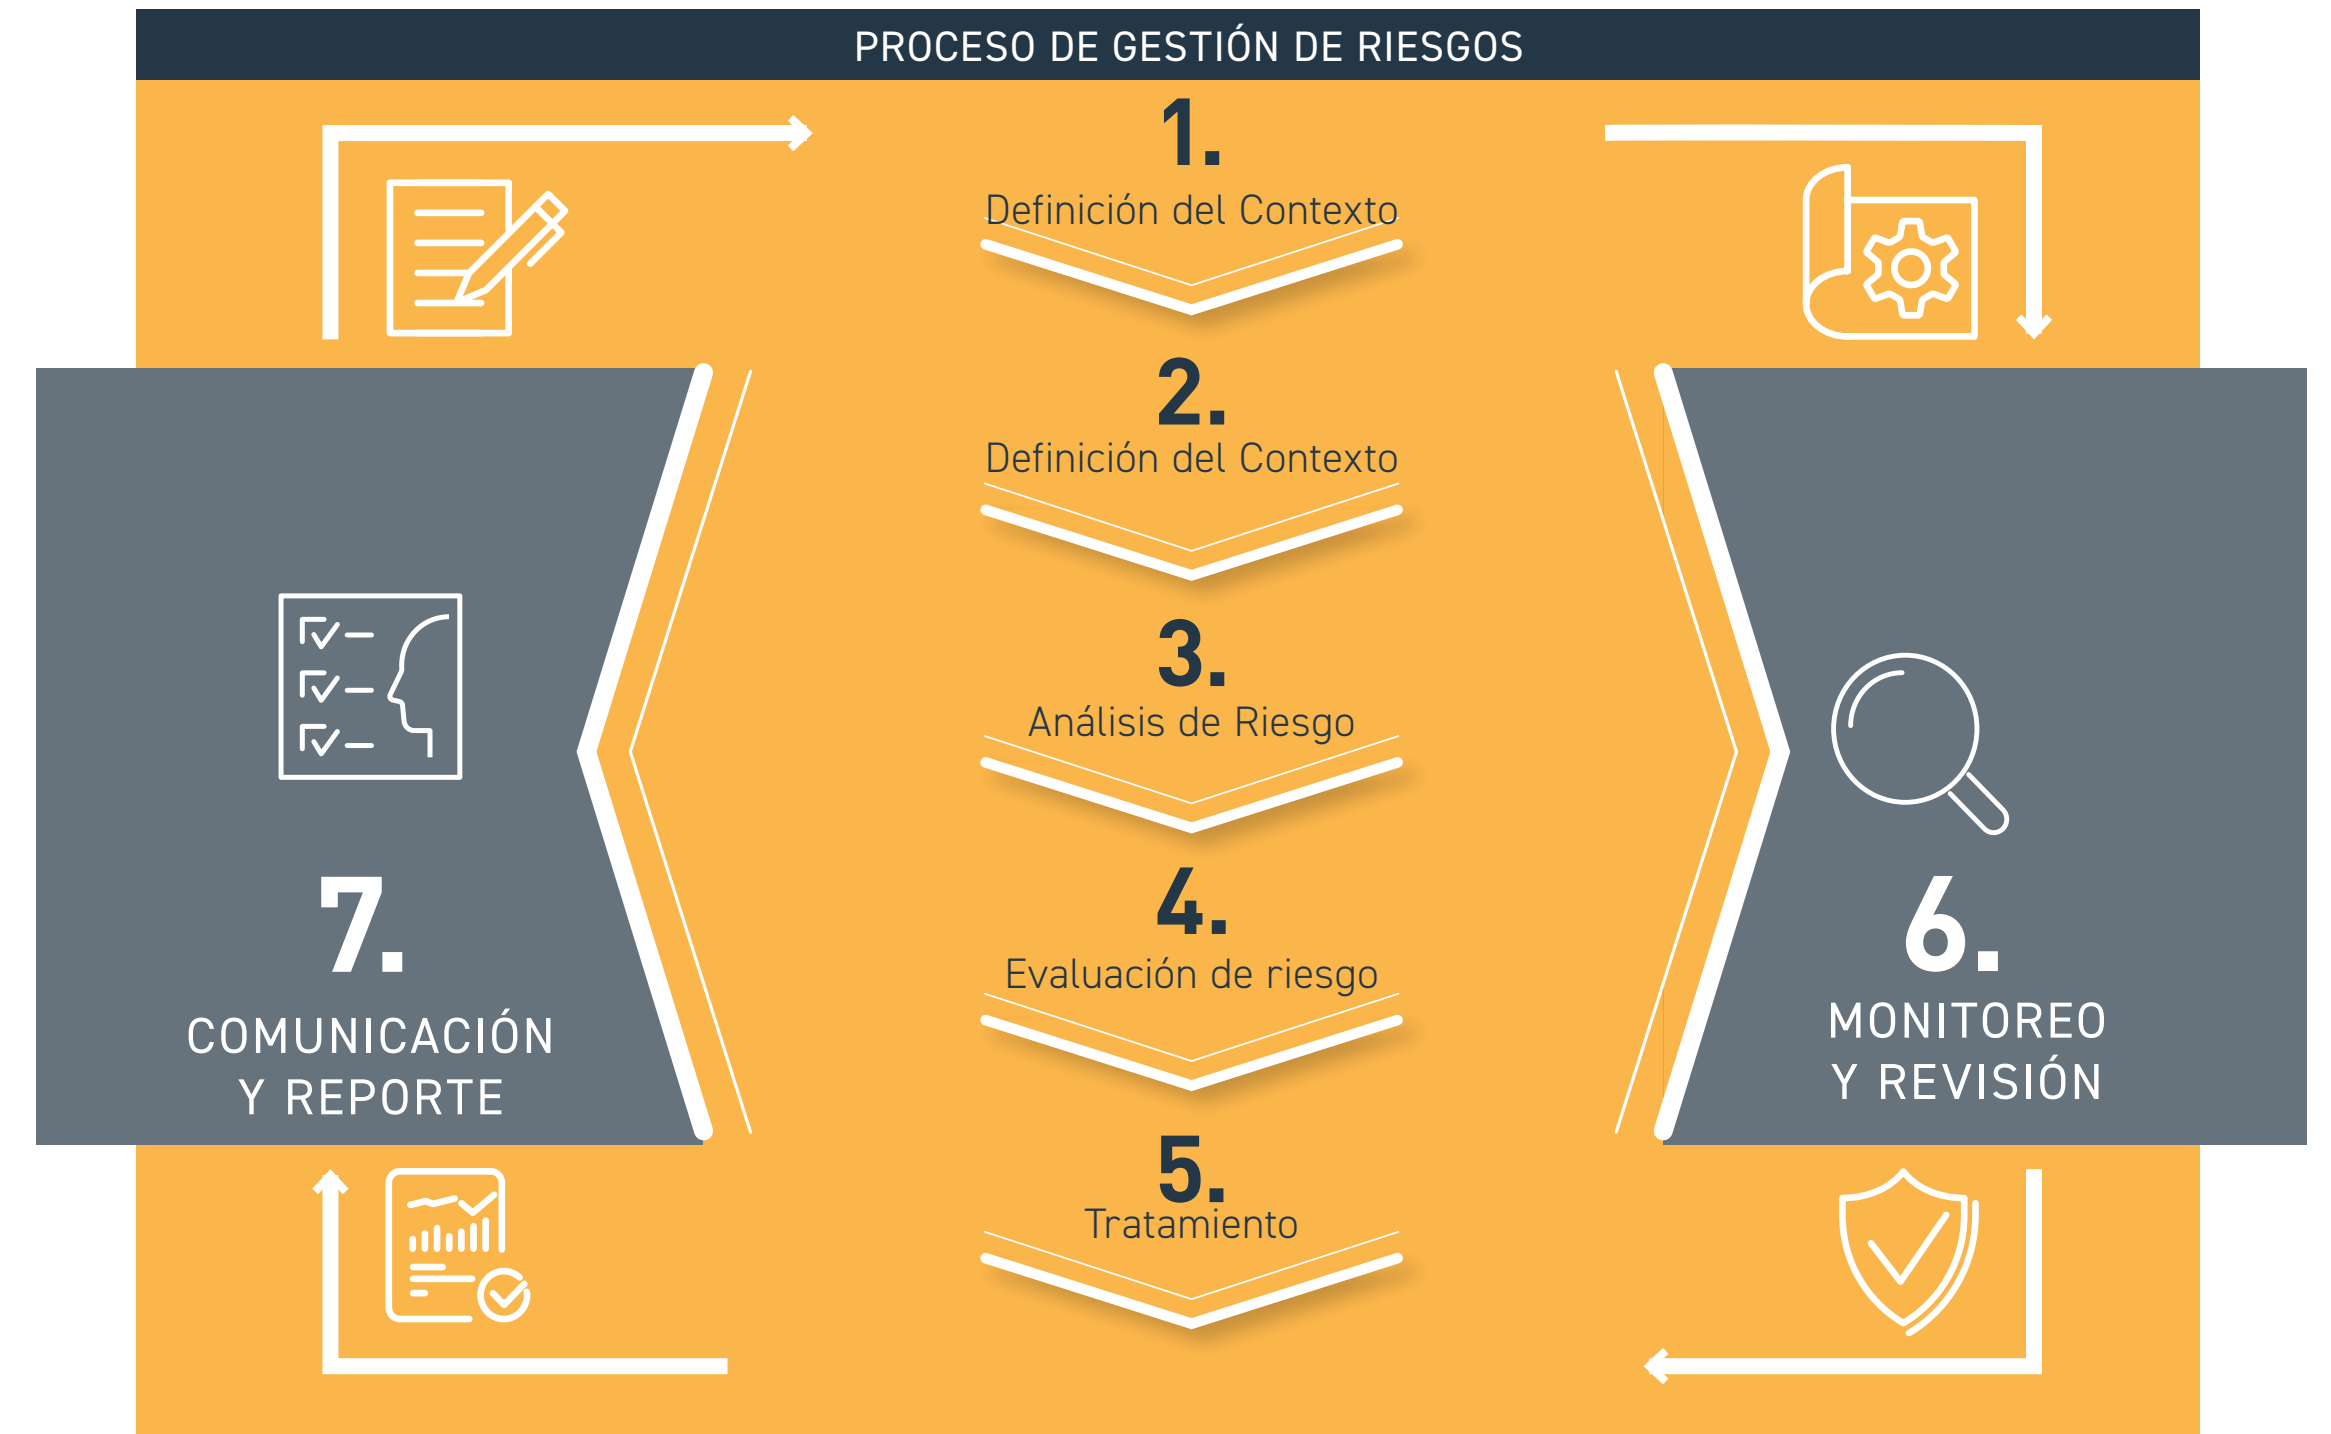 PROCESO DE GESTIÓN DE RIESGOS
1.
Definición del Contexto
2.
Definición del Contexto
3.
Análisis de Riesgo
4.
Evaluación de riesgo
5.
Tratamiento
6.
MONITOREO
Y REVISIÓN
7.
COMUNICACIÓN
Y REPORTE